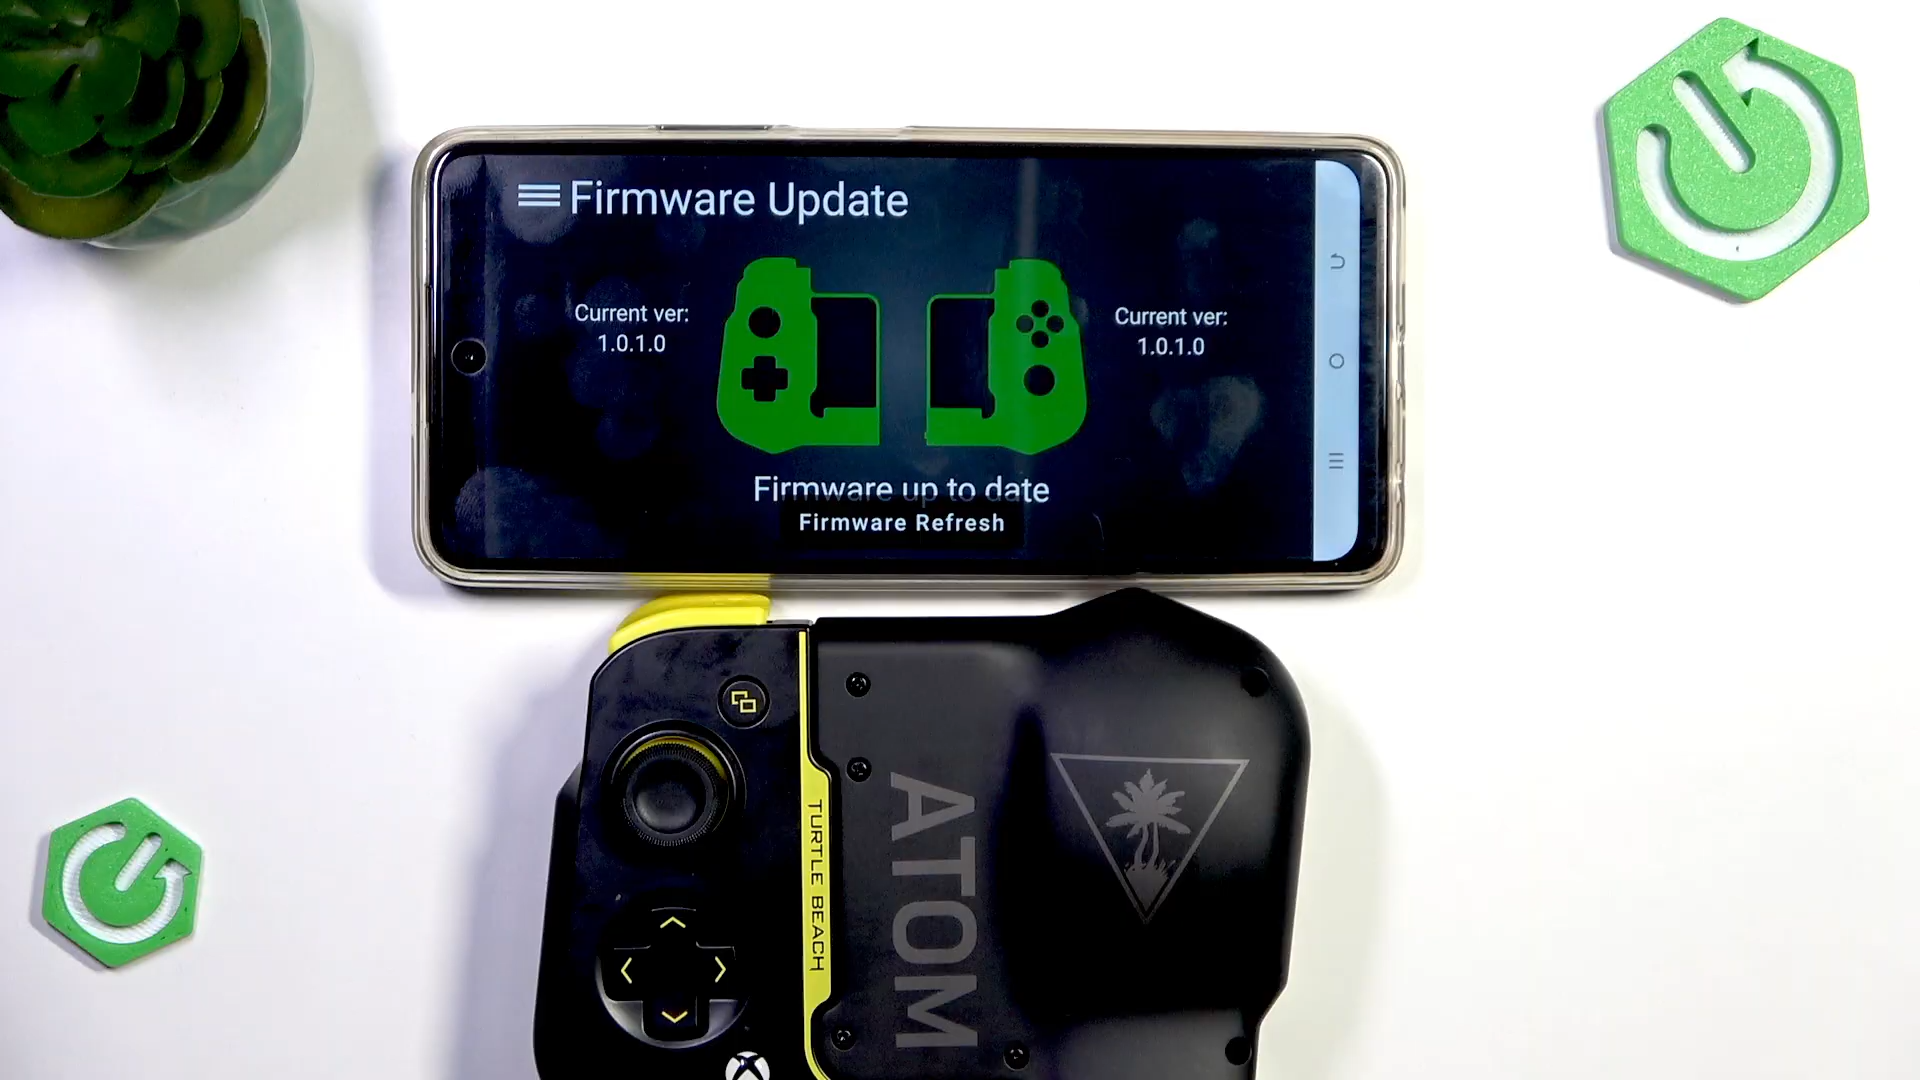 Firmware Update
Current ver:
1.0.1.0
Current ver:
1.0.1.0
Firmware up to date
Firmware Refresh
TURTLE BEACH
ATOM